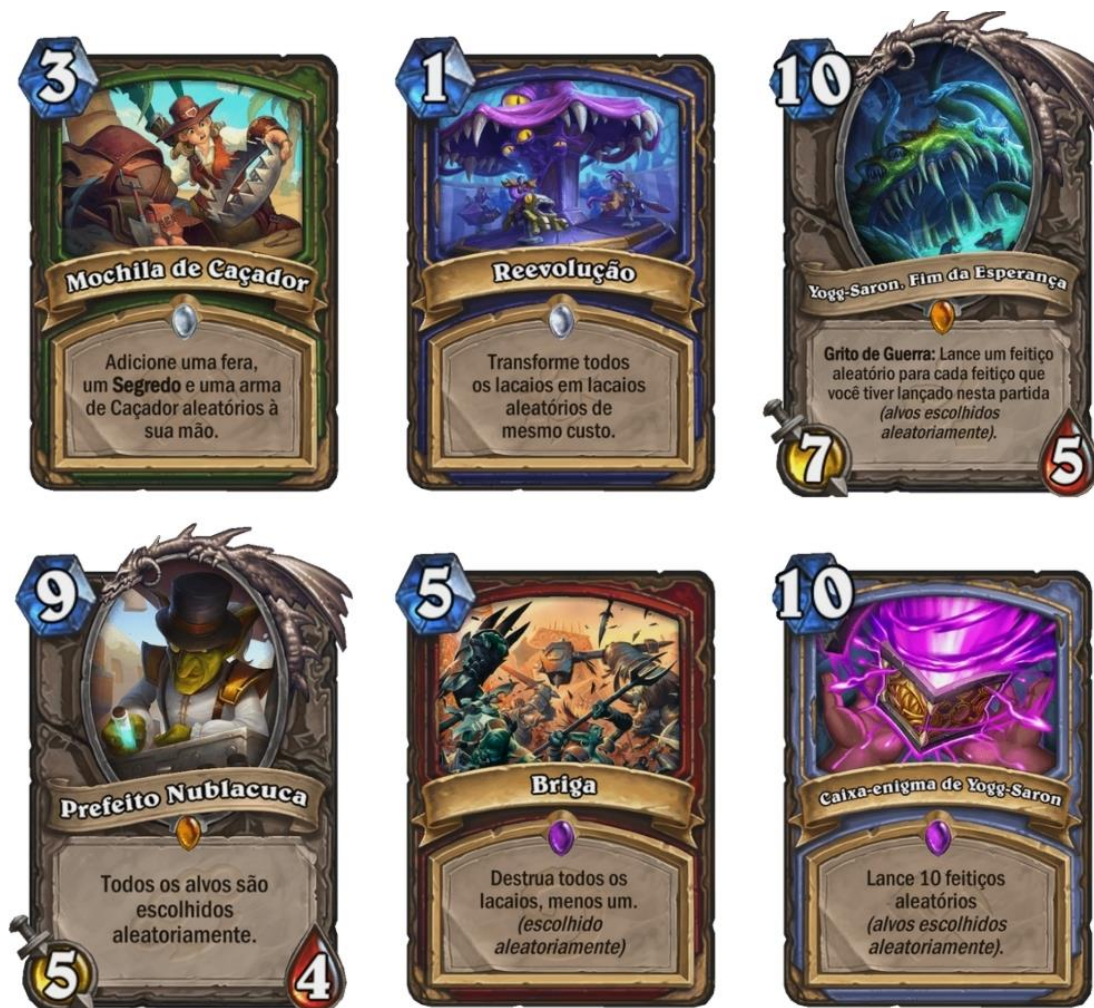 3
Mochila de Caçador
Adicione uma fera,
um Segredo e uma arma
de Caçador aleatórios à
sua mão.
1
Reevolução
Transforme todos
os lacaios em lacaios
aleatórios de
mesmo custo.
10
Yogg-Saron, Fim da Esperança
Grito de Guerra: Lance um feitiço
aleatório para cada feitiço que
você tiver lançado nesta partida
(alvos escolhidos
aleatoriamente).
7
5
9
Prefeito Nublacuca
Todos os alvos são
escolhidos
aleatoriamente.
5
4
5
Briga
Destrua todos os
lacaios, menos um.
(escolhido
aleatoriamente)
10
Caixa-enigma de Yogg-Saron
Lance 10 feitiços
aleatórios
(alvos escolhidos
aleatoriamente).